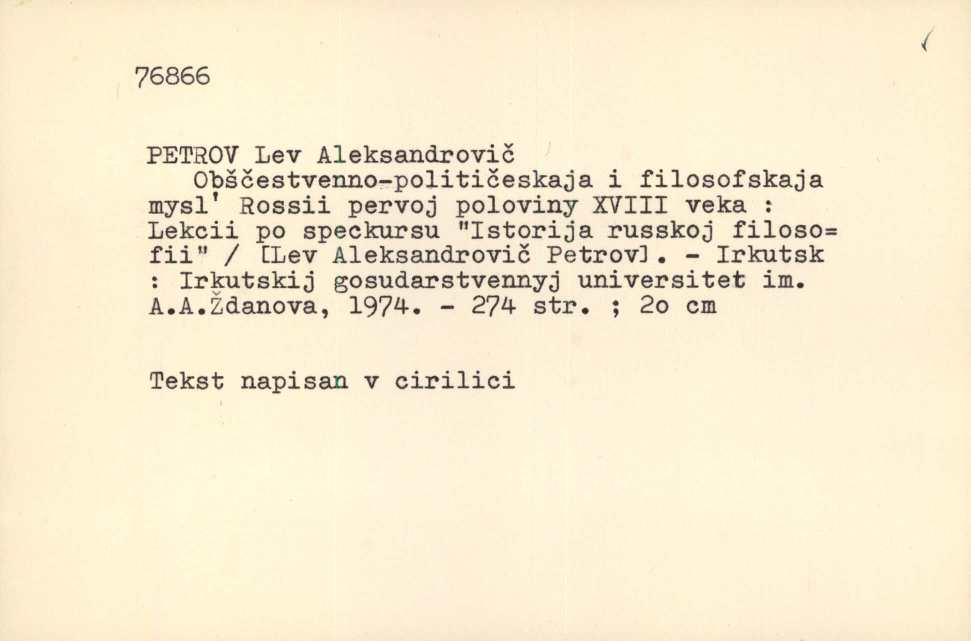 76866
PETROV Lev Aleksandrovič
Obščestvenno-političeskaja i filosofskaja
mysl' Rossii pervoj poloviny XVIII veka :
Lekcii po speckursu "Istorija russkoj filoso=
fii" / [Lev Aleksandrovič Petrov]. - Irkutsk
: Irkutskij gosudarstvennyj universitet im.
A.A.Ždanova, 1974. - 274 str. ; 2o cm
Tekst napisan v cirilici